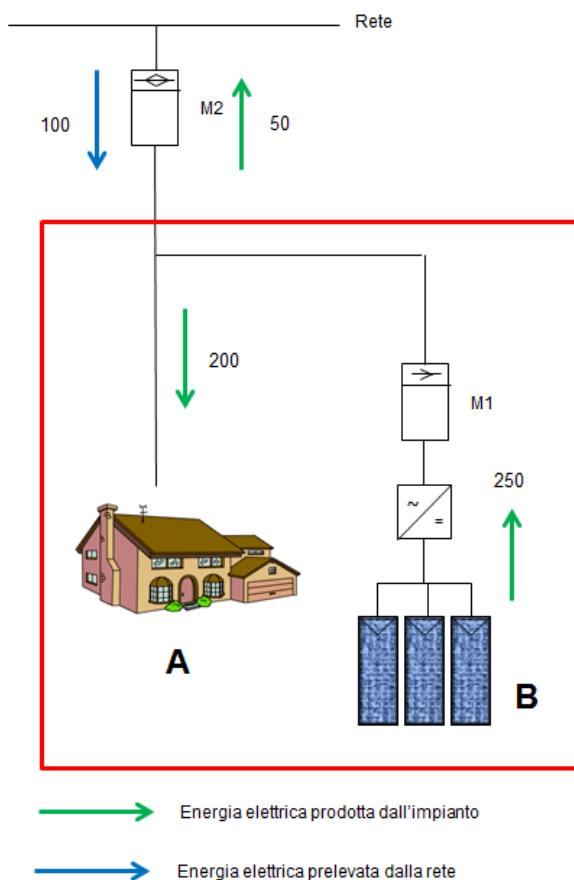 Rete
100
M2
50
200
M1
250
~
=
A
B
Energia elettrica prodotta dall'impianto
Energia elettrica prelevata dalla rete